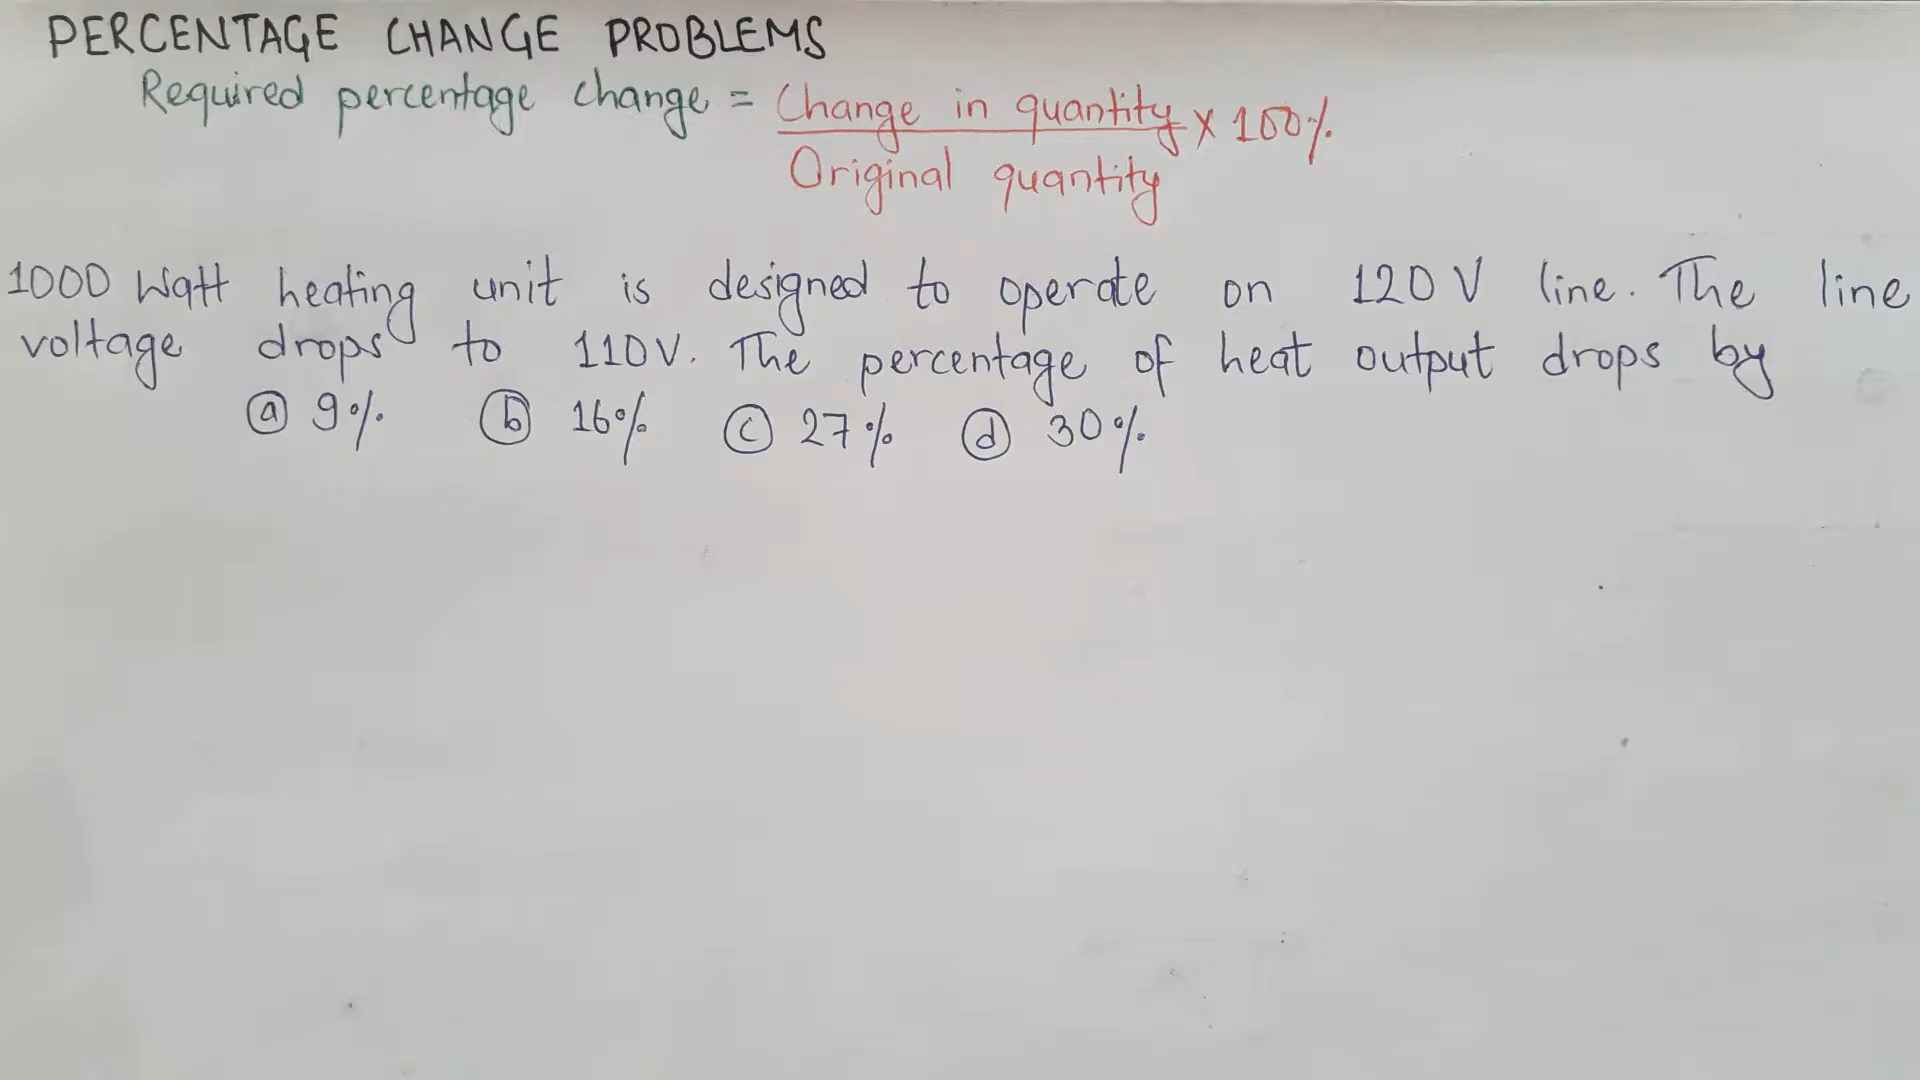 PERCENTAGE CHANGE PROBLEMS
Required percentage change = Change in quantity × 100%
Original quantity
1000 Watt heating unit is designed to operate on 120 V line. The line
voltage drops to 110V. The percentage of heat output drops by
ⓐ 9% ⓑ 16% ⓒ 27% ⓓ 30%